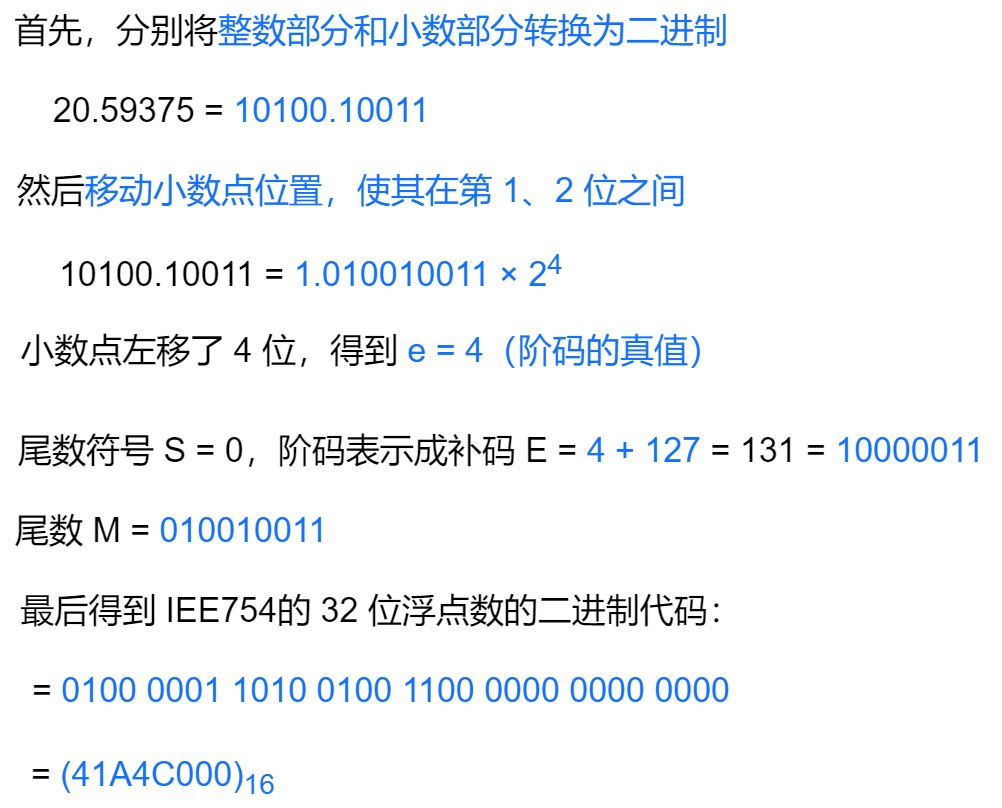 首先，分别将整数部分和小数部分转换为二进制
20.59375 = 10100.10011
然后移动小数点位置，使其在第 1、2 位之间
10100.10011 = 1.010010011 × 2⁴
小数点左移了 4 位，得到 e = 4（阶码的真值）
尾数符号 S = 0，阶码表示成补码 E = 4 + 127 = 131 = 10000011
尾数 M = 010010011
最后得到 IEE754的 32 位浮点数的二进制代码：
= 0100 0001 1010 0100 1100 0000 0000 0000
= (41A4C000)₁₆